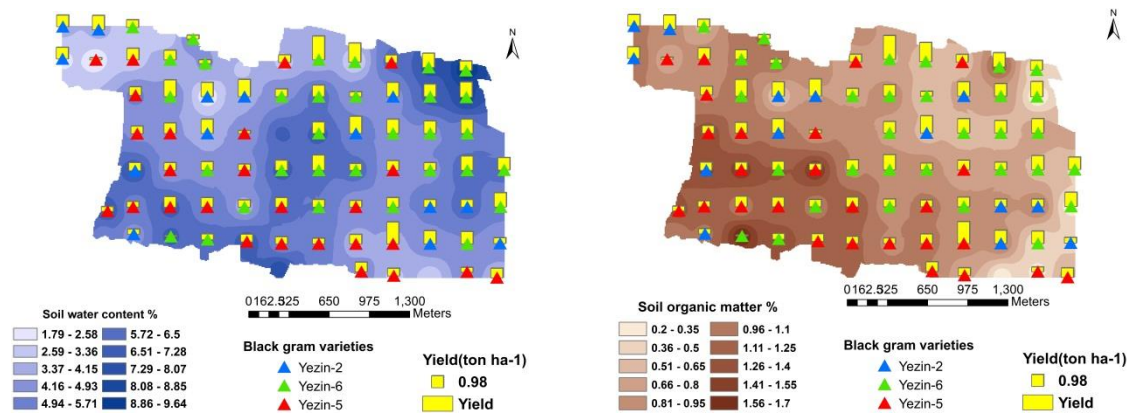 N
Soil water content %
1.79 - 2.58
2.59 - 3.36
3.37 - 4.15
4.16 - 4.93
4.94 - 5.71
5.72 - 6.5
6.51 - 7.28
7.29 - 8.07
8.08 - 8.85
8.86 - 9.64
0162.5325 650 975 1,300
Meters
Black gram varieties
Yezin-2
Yezin-6
Yezin-5
Yield(ton ha-1)
0.98
Yield
N
Soil organic matter %
0.2 - 0.35
0.36 - 0.5
0.51 - 0.65
0.66 - 0.8
0.81 - 0.95
0.96 - 1.1
1.11 - 1.25
1.26 - 1.4
1.41 - 1.55
1.56 - 1.7
0162.5325 650 975 1,300
Meters
Black gram varieties
Yezin-2
Yezin-6
Yezin-5
Yield(ton ha-1)
0.98
Yield